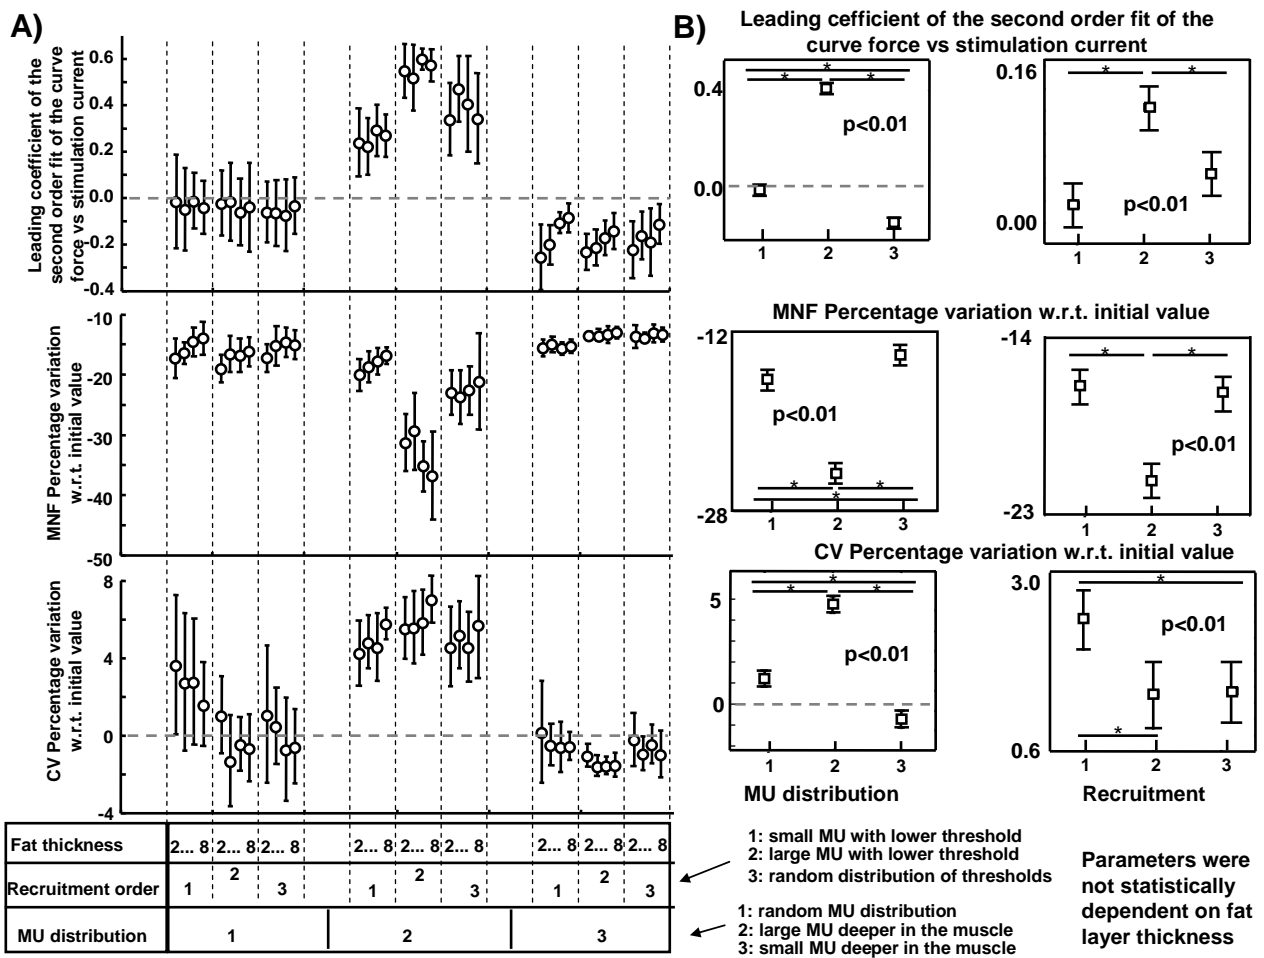 A)
Leading coefficient of the
second order fit of the curve
force vs stimulation current
0.6
0.4
0.2
0.0
-0.2
-0.4
MNF Percentage variation
w.r.t. initial value
-10
-20
-30
-40
-50
CV Percentage variation
w.r.t. initial value
8
4
0
-4
Fat thickness
2... 8 2... 8 2... 8 2... 8 2... 8 2... 8 2... 8 2... 8 2... 8
Recruitment order
1 2 3 1 2 3 1 2 3
MU distribution
1 2 3
B)
Leading cefficient of the second order fit of the
curve force vs stimulation current
0.4
0.0
* * *
p<0.01
1 2 3
0.16
0.00
* *
p<0.01
1 2 3
MNF Percentage variation w.r.t. initial value
-12
-28
p<0.01
* * *
1 2 3
-14
-23
* *
p<0.01
1 2 3
CV Percentage variation w.r.t. initial value
5
0
* * *
p<0.01
1 2 3
MU distribution
3.0
0.6
*
p<0.01
*
1 2 3
Recruitment
1: small MU with lower threshold
2: large MU with lower threshold
3: random distribution of thresholds
1: random MU distribution
2: large MU deeper in the muscle
3: small MU deeper in the muscle
Parameters were
not statistically
dependent on fat
layer thickness